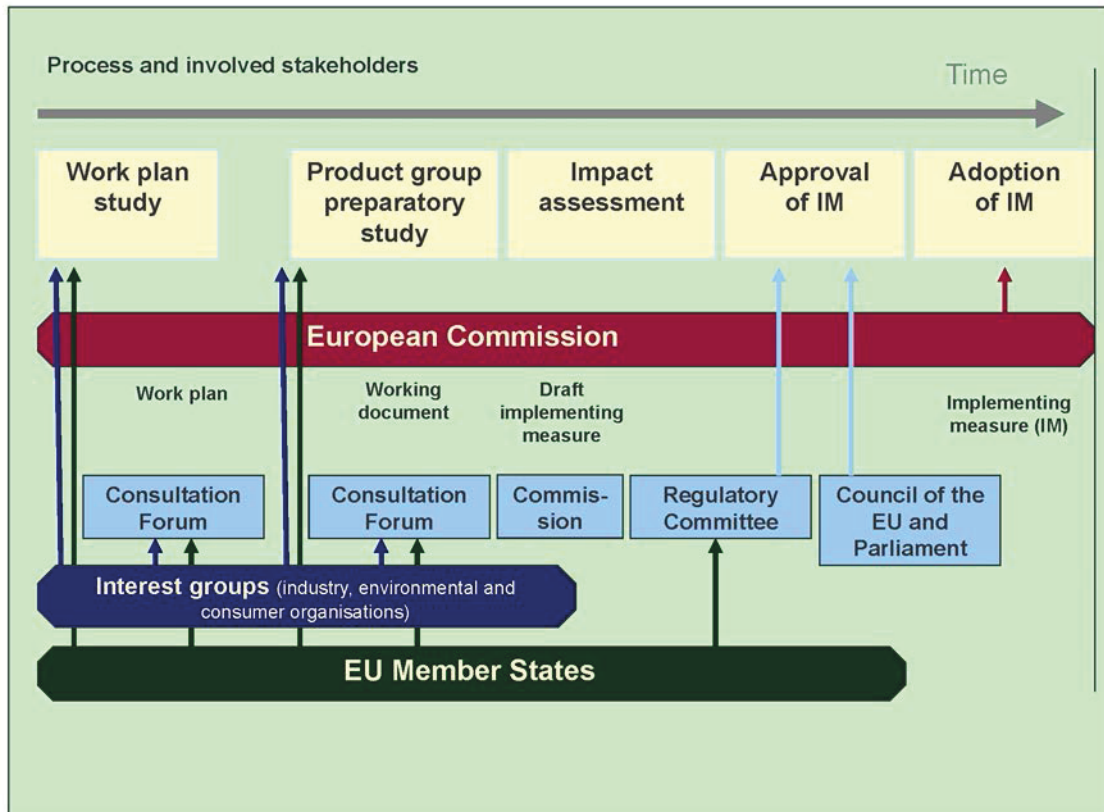 Process and involved stakeholders
Time
Work plan
study
Product group
preparatory
study
Impact
assessment
Approval
of IM
Adoption
of IM
European Commission
Work plan
Working
document
Draft
implementing
measure
Implementing
measure (IM)
Consultation
Forum
Consultation
Forum
Commis-
sion
Regulatory
Committee
Council of the
EU and
Parliament
Interest groups (industry, environmental and
consumer organisations)
EU Member States